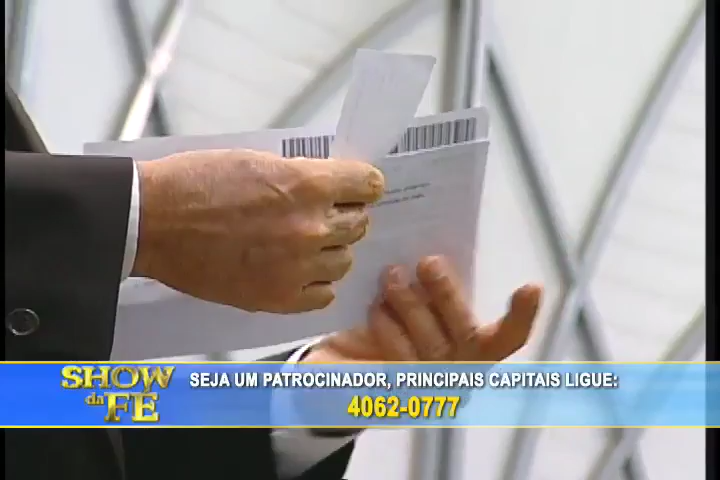 SHOW da FÉ
SEJA UM PATROCINADOR, PRINCIPAIS CAPITAIS LIGUE:
4062-0777